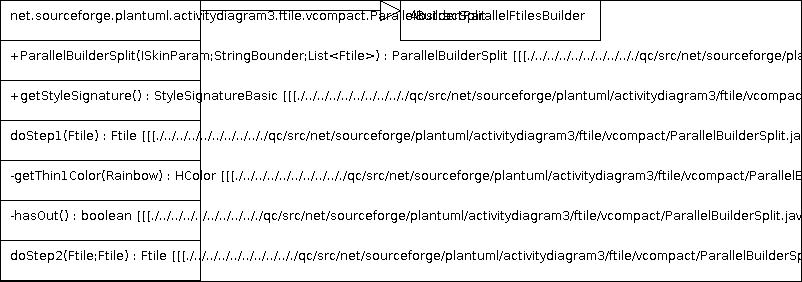 net.sourceforge.plantuml.activitydiagram3.ftile.vcompact.ParallelBuilderSplit
AbstractParallelFtilesBuilder
+ParallelBuilderSplit(ISkinParam;StringBounder;List<Ftile>) : ParallelBuilderSplit [[[./../../../../../../../../../qc/src/net/sourceforge/pla
+getStyleSignature() : StyleSignatureBasic [[[./../../../../../../../../../qc/src/net/sourceforge/plantuml/activitydiagram3/ftile/vcompac
doStep1(Ftile) : Ftile [[[./../../../../../../../../../qc/src/net/sourceforge/plantuml/activitydiagram3/ftile/vcompact/ParallelBuilderSplit.ja
-getThin1Color(Rainbow) : HColor [[[./../../../../../../../../../qc/src/net/sourceforge/plantuml/activitydiagram3/ftile/vcompact/ParallelB
-hasOut() : boolean [[[./../../../../../../../../../qc/src/net/sourceforge/plantuml/activitydiagram3/ftile/vcompact/ParallelBuilderSplit.jav
doStep2(Ftile;Ftile) : Ftile [[[./../../../../../../../../../qc/src/net/sourceforge/plantuml/activitydiagram3/ftile/vcompact/ParallelBuilderSp